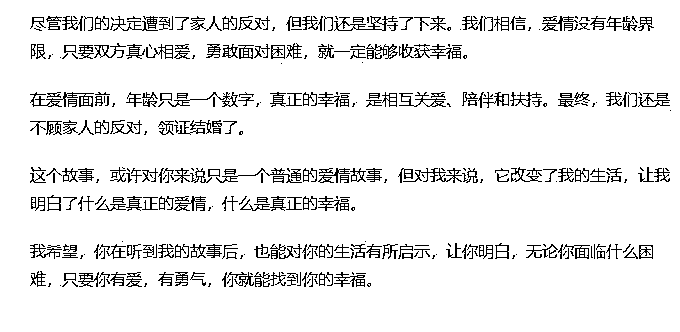 尽管我们的决定遭到了家人的反对，但我们还是坚持了下来。我们相信，爱情没有年龄界
限，只要双方真心相爱，勇敢面对困难，就一定能够收获幸福。
在爱情面前，年龄只是一个数字，真正的幸福，是相互关爱、陪伴和扶持。最终，我们还是
不顾家人的反对，领证结婚了。
这个故事，或许对你来说只是一个普通的爱情故事，但对我来说，它改变了我的生活，让我
明白了什么是真正的爱情，什么是真正的幸福。
我希望，你在听到我的故事后，也能对你的生活有所启示，让你明白，无论你面临什么困
难，只要你有爱，有勇气，你就能找到你的幸福。